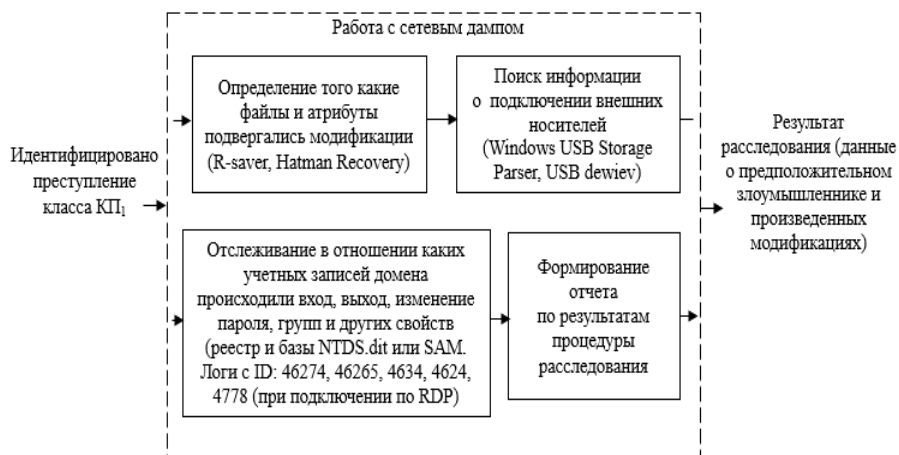 Работа с сетевым дампом
Идентифицировано
преступление
класса КП₁
Определение того какие
файлы и атрибуты
подвергались модификации
(R-saver, Hatman Recovery)
Поиск информации
о подключении внешних
носителей
(Windows USB Storage
Parser, USB dewiev)
Отслеживание в отношении каких
учетных записей домена
происходили вход, выход, изменение
пароля, групп и других свойств
(реестр и базы NTDS.dit или SAM.
Логи с ID: 46274, 46265, 4634, 4624,
4778 (при подключении по RDP)
Формирование
отчета
по результатам
процедуры
расследования
Результат
расследования (данные
о предположительном
злоумышленнике и
произведенных
модификациях)